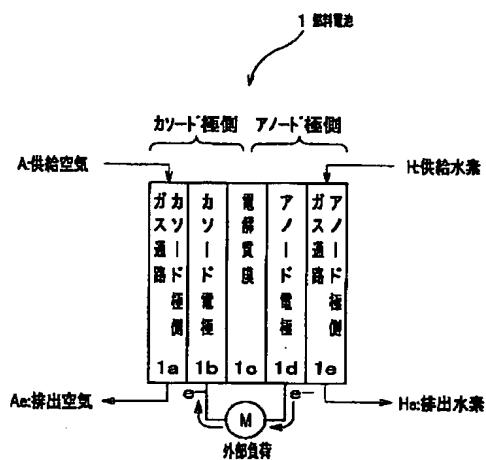 1 燃料電池
カソード極側 アノード極側
A:供給空気 H:供給水素
カソード極側
ガス通路
カソード電極
電解質膜
アノード電極
アノード極側
ガス通路
1a 1b 1c 1d 1e
Ae:排出空気 e− M e− He:排出水素
外部負荷